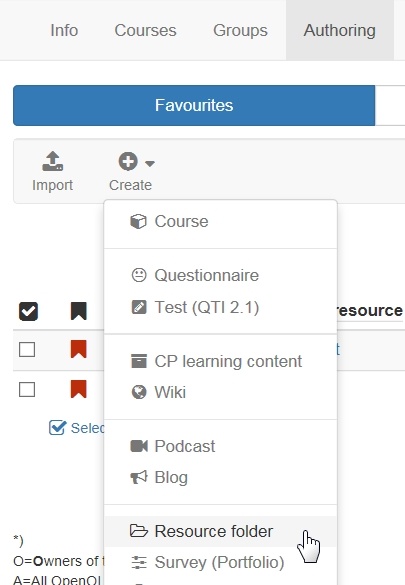 Info Courses Groups Authoring
Favourites
Import Create
Course
Questionnaire
Test (QTI 2.1)
resource
CP learning content
Wiki
Selec
Podcast
Blog
Resource folder
*)
O=Owners of t
Survey (Portfolio)
A=All OpenOL